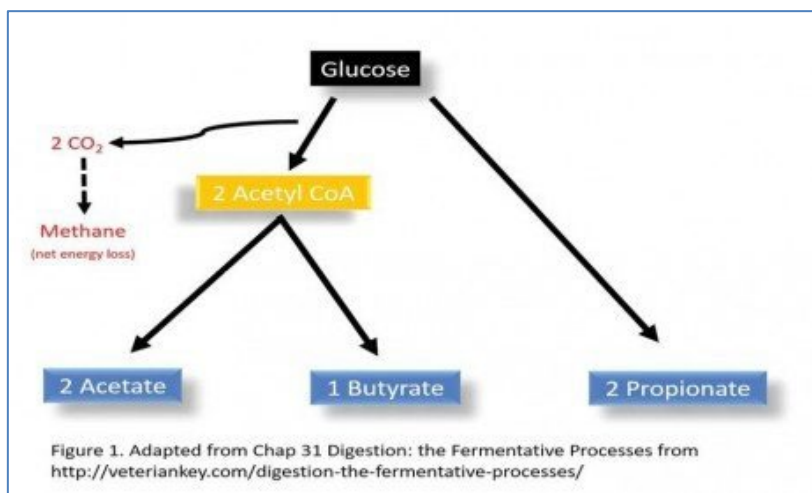 Glucose
2 CO₂
2 Acetyl CoA
Methane
(net energy loss)
2 Acetate
1 Butyrate
2 Propionate
Figure 1. Adapted from Chap 31 Digestion: the Fermentative Processes from
http://veteriankey.com/digestion-the-fermentative-processes/